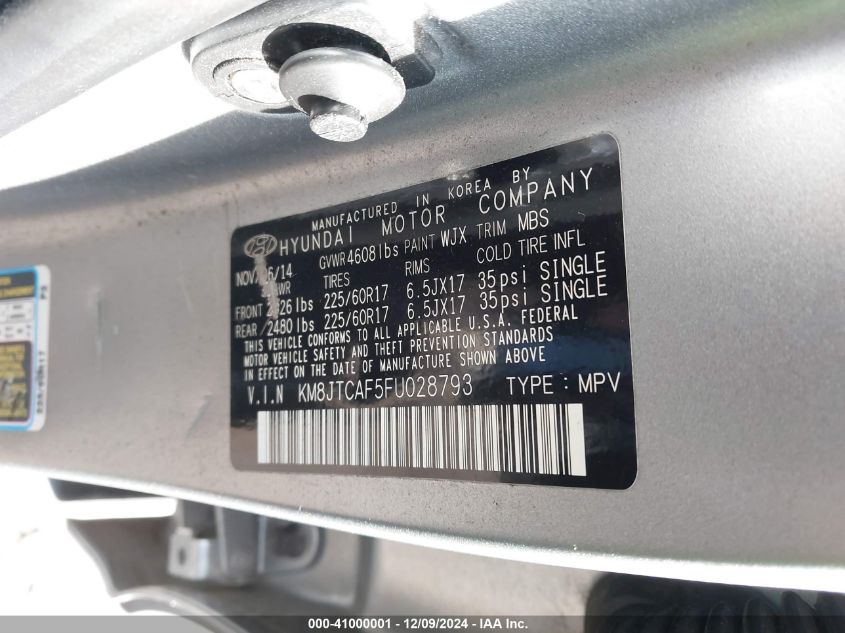 MANUFACTURED IN KOREA BY
HYUNDAI MOTOR COMPANY
GVWR 4608lbs PAINT WJX TRIM MBS
TIRES RIMS COLD TIRE INFL
FRONT 225/60R17 6.5JX17 35psi SINGLE
REAR 2480 lbs 225/60R17 6.5JX17 35psi SINGLE
THIS VEHICLE CONFORMS TO ALL APPLICABLE U.S.A. FEDERAL
MOTOR VEHICLE SAFETY AND THEFT PREVENTION STANDARDS
IN EFFECT ON THE DATE OF MANUFACTURE SHOWN ABOVE
V.I.N KM8JTCAF5FU028793 TYPE : MPV
000-41000001 - 12/09/2024 - IAA Inc.